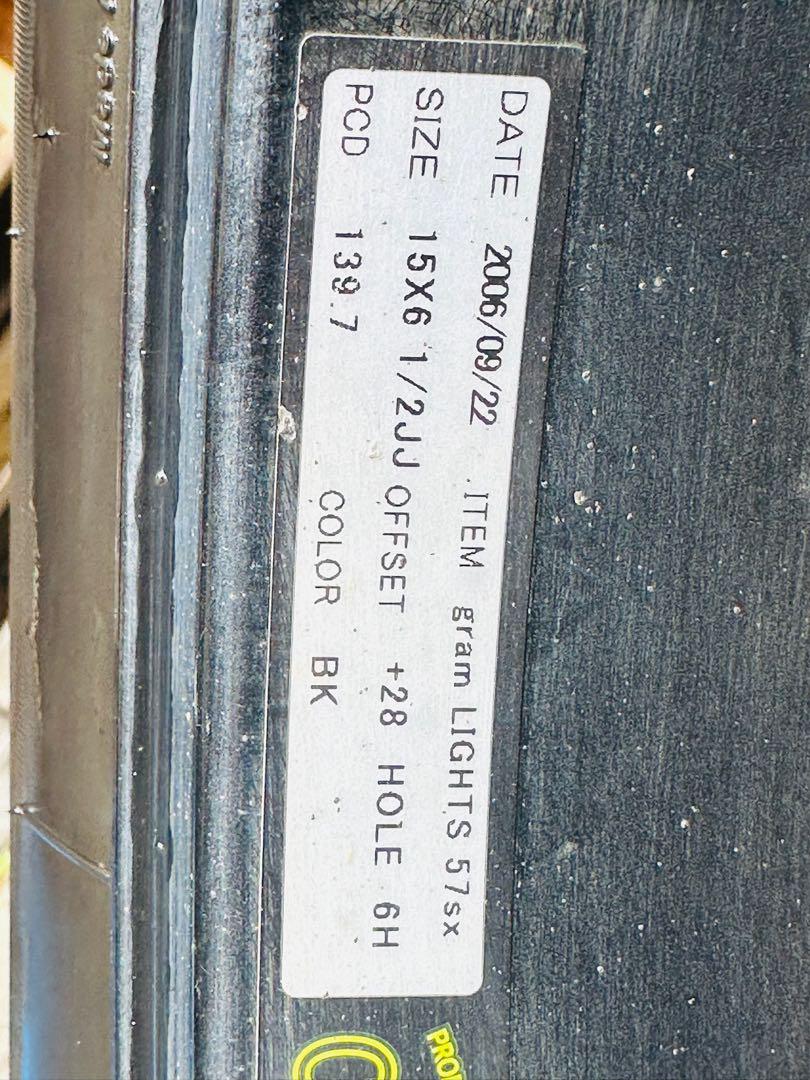 DATE 2006/09/22 ITEM gram LIGHTS 57sx
SIZE 15X6 1/2JJ OFFSET +28 HOLE 6H
PCD 139.7 COLOR BK